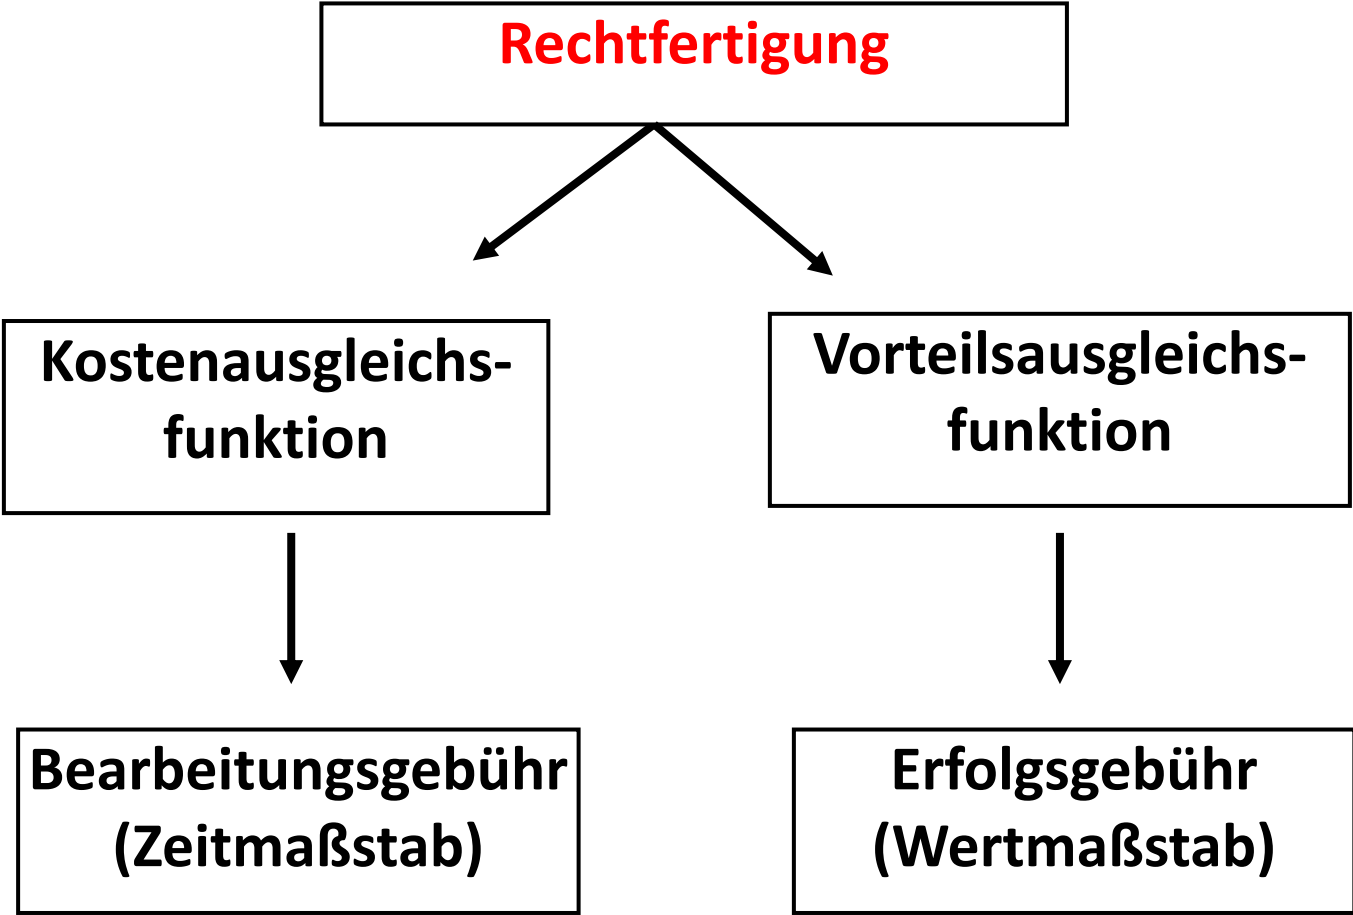 Rechtfertigung
Kostenausgleichs-
funktion
Vorteilsausgleichs-
funktion
Bearbeitungsgebühr
(Zeitmaßstab)
Erfolgsgebühr
(Wertmaßstab)